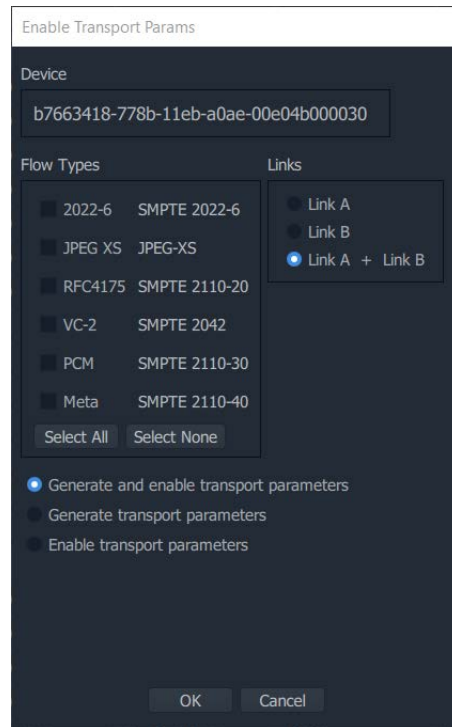 Enable Transport Params
Device
b7663418-778b-11eb-a0ae-00e04b000030
Flow Types
2022-6 SMPTE 2022-6
JPEG XS JPEG-XS
RFC4175 SMPTE 2110-20
VC-2 SMPTE 2042
PCM SMPTE 2110-30
Meta SMPTE 2110-40
Select All Select None
Links
Link A
Link B
Link A + Link B
Generate and enable transport parameters
Generate transport parameters
Enable transport parameters
OK Cancel